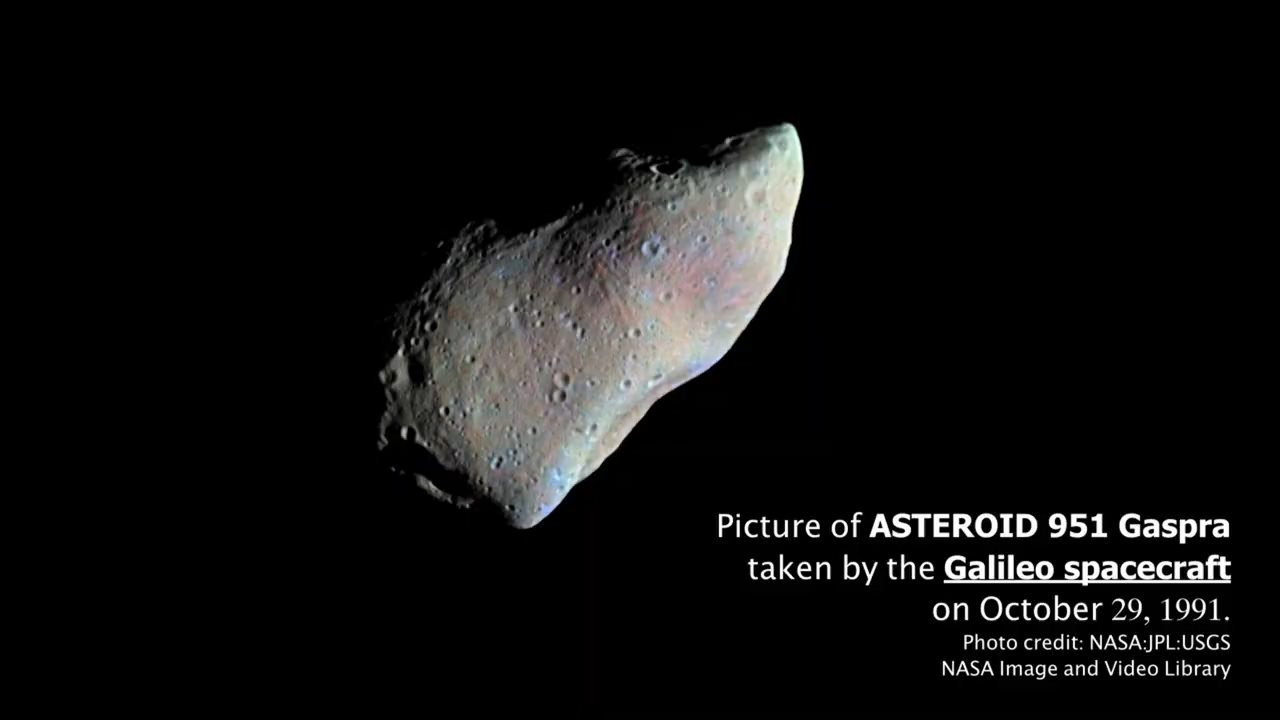 Picture of ASTEROID 951 Gaspra
taken by the Galileo spacecraft
on October 29, 1991.
Photo credit: NASA:JPL:USGS
NASA Image and Video Library